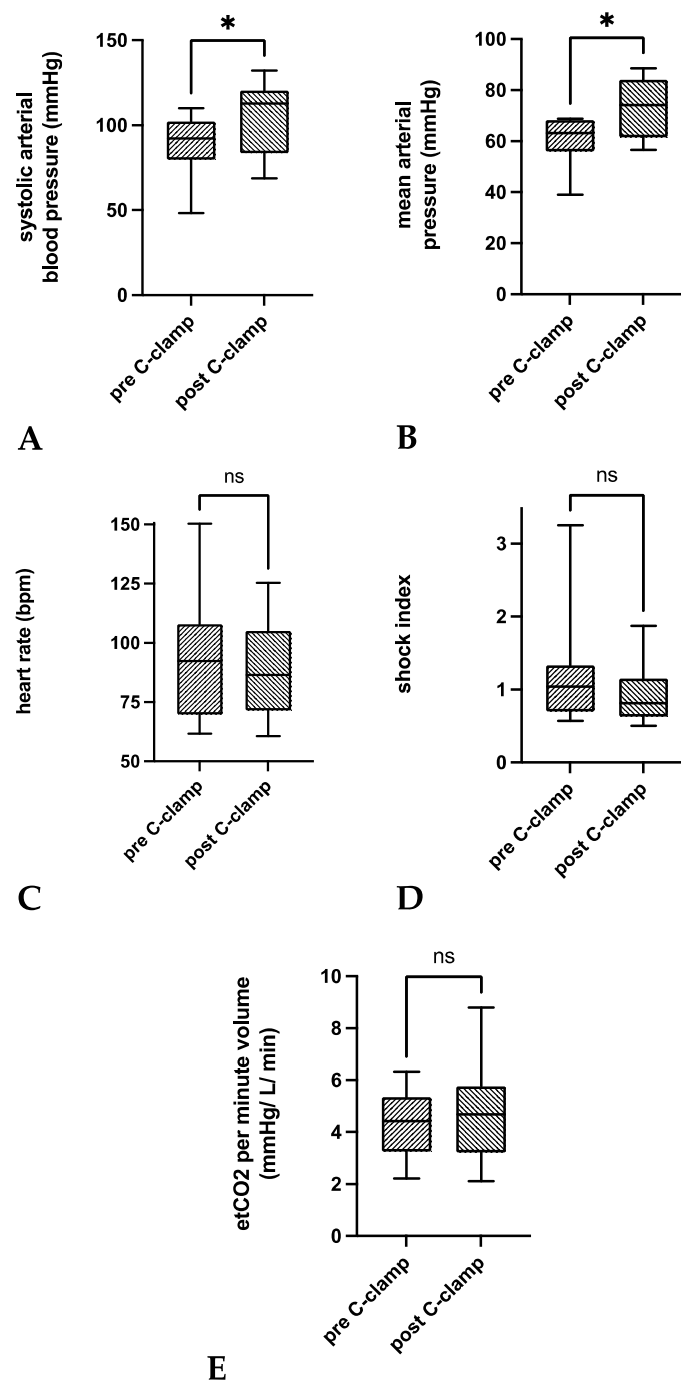 *
150
100
50
0
systolic arterial
blood pressure (mmHg)
pre C-clamp
post C-clamp
A
*
100
80
60
40
20
0
mean arterial
pressure (mmHg)
pre C-clamp
post C-clamp
B
ns
150
125
100
75
50
heart rate (bpm)
pre C-clamp
post C-clamp
C
ns
3
2
1
0
shock index
pre C-clamp
post C-clamp
D
ns
10
8
6
4
2
0
etCO2 per minute volume
(mmHg/ L/ min)
pre C-clamp
post C-clamp
E